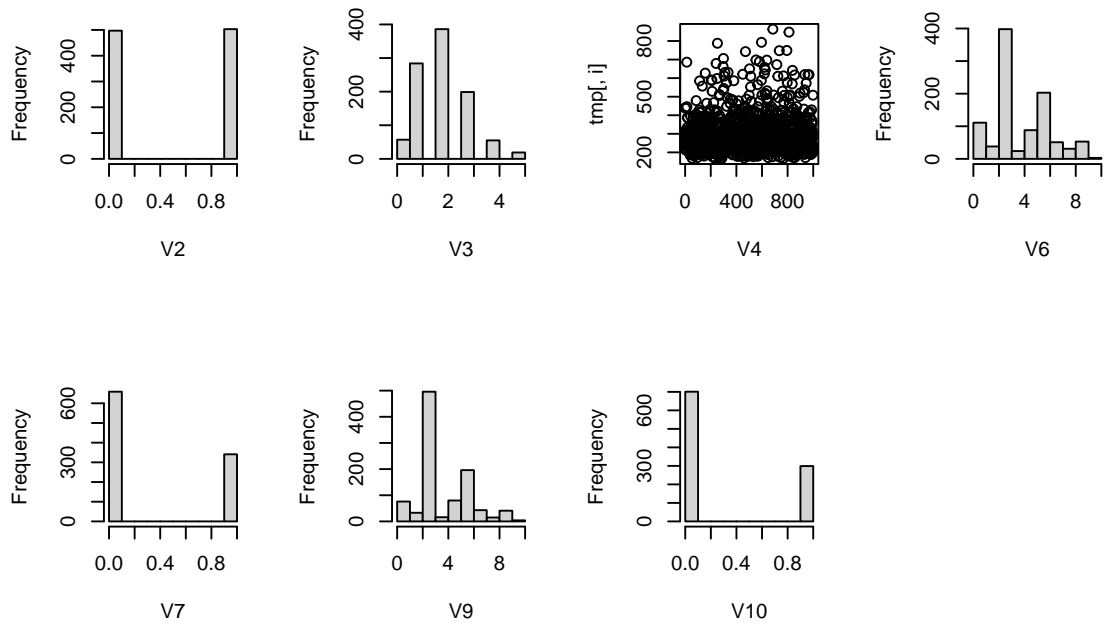 Frequency
0 200 400
0.0 0.4 0.8
V2
Frequency
0 100 200 300 400
0 2 4
V3
tmp[, i]
200 500 800
0 400 800
V4
Frequency
0 200 400
0 4 8
V6
Frequency
0 300 600
0.0 0.4 0.8
V7
Frequency
0 200 400
0 4 8
V9
Frequency
0 300 600
0.0 0.4 0.8
V10